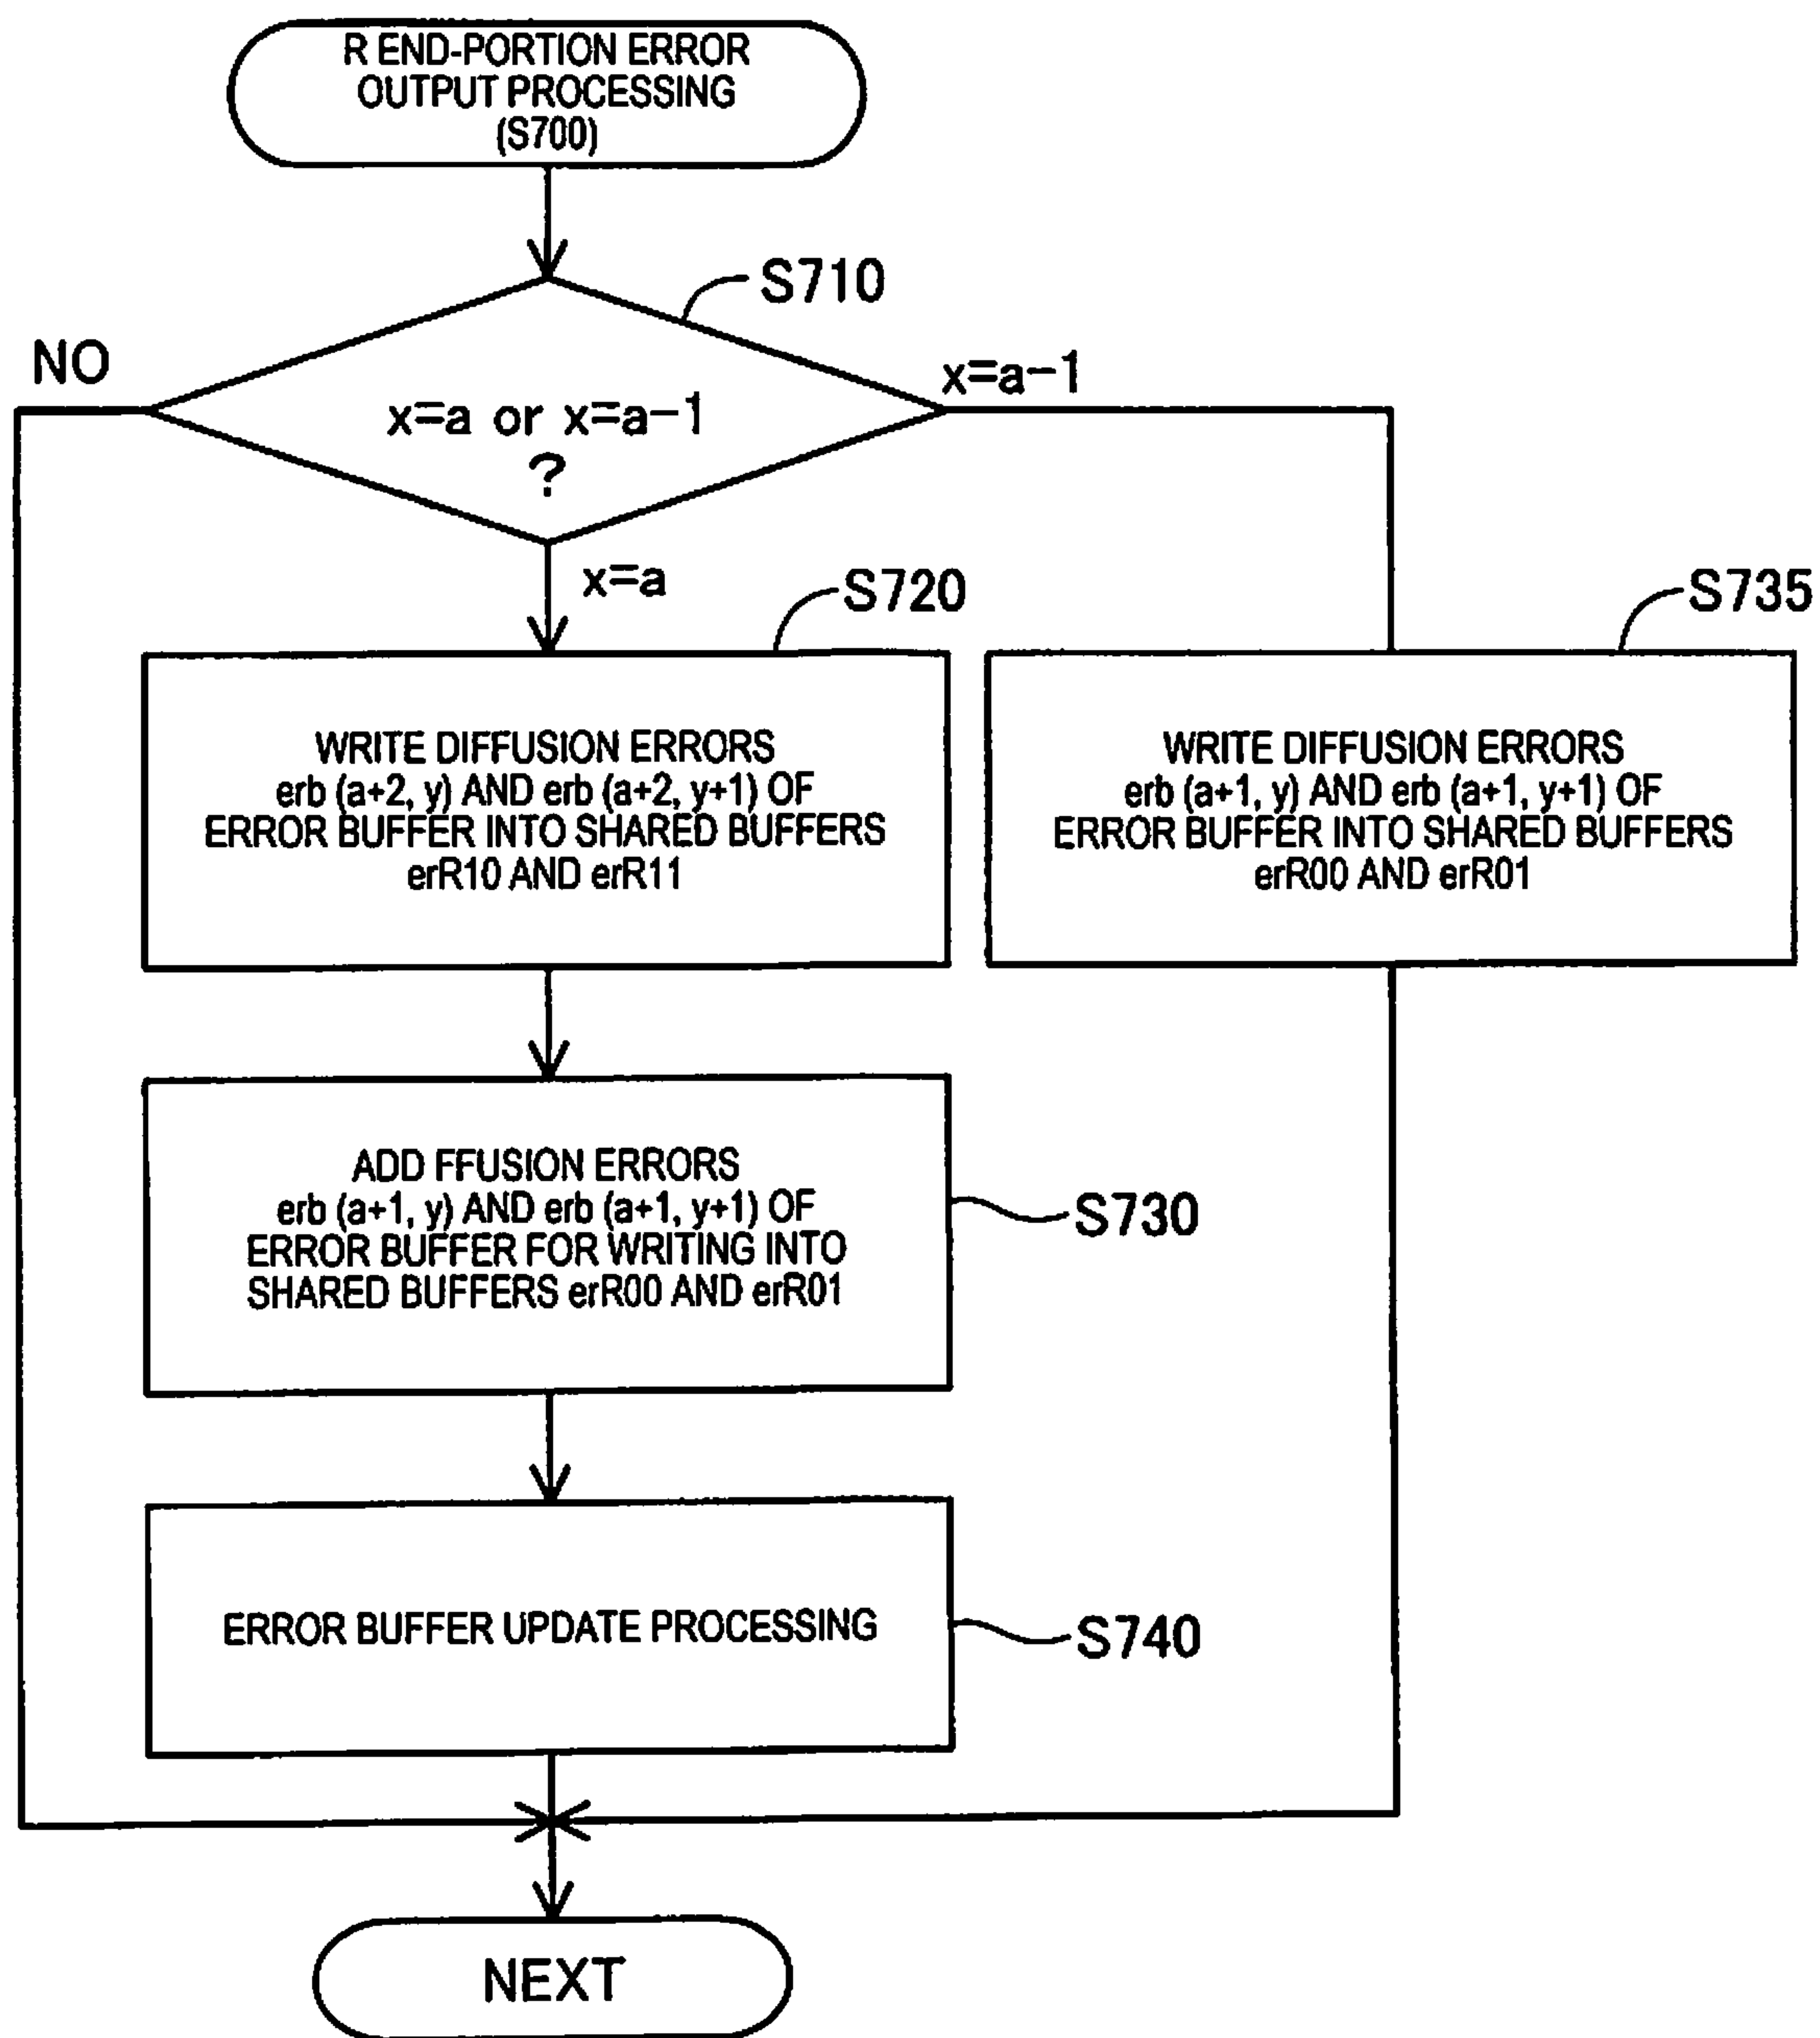 R END-PORTION ERROR
OUTPUT PROCESSING
(S700)
S710
NO
x=a-1
x=a or x=a-1
?
x=a
S720
S735
WRITE DIFFUSION ERRORS
erb (a+2, y) AND erb (a+2, y+1) OF
ERROR BUFFER INTO SHARED BUFFERS
erR10 AND erR11
WRITE DIFFUSION ERRORS
erb (a+1, y) AND erb (a+1, y+1) OF
ERROR BUFFER INTO SHARED BUFFERS
erR00 AND erR01
ADD FFUSION ERRORS
erb (a+1, y) AND erb (a+1, y+1) OF
ERROR BUFFER FOR WRITING INTO
SHARED BUFFERS erR00 AND erR01
S730
ERROR BUFFER UPDATE PROCESSING
S740
NEXT